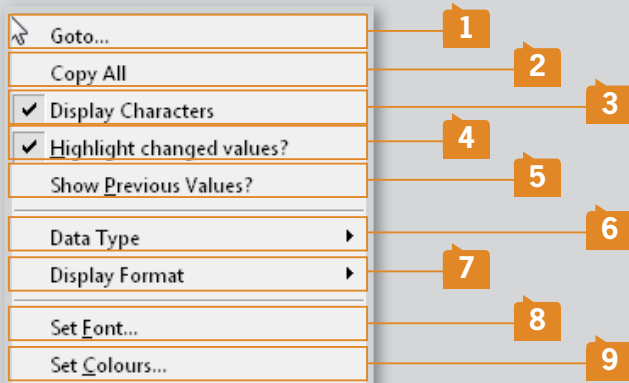 Goto... 1
Copy All 2
Display Characters 3
Highlight changed values? 4
Show Previous Values? 5
Data Type 6
Display Format 7
Set Font... 8
Set Colours... 9